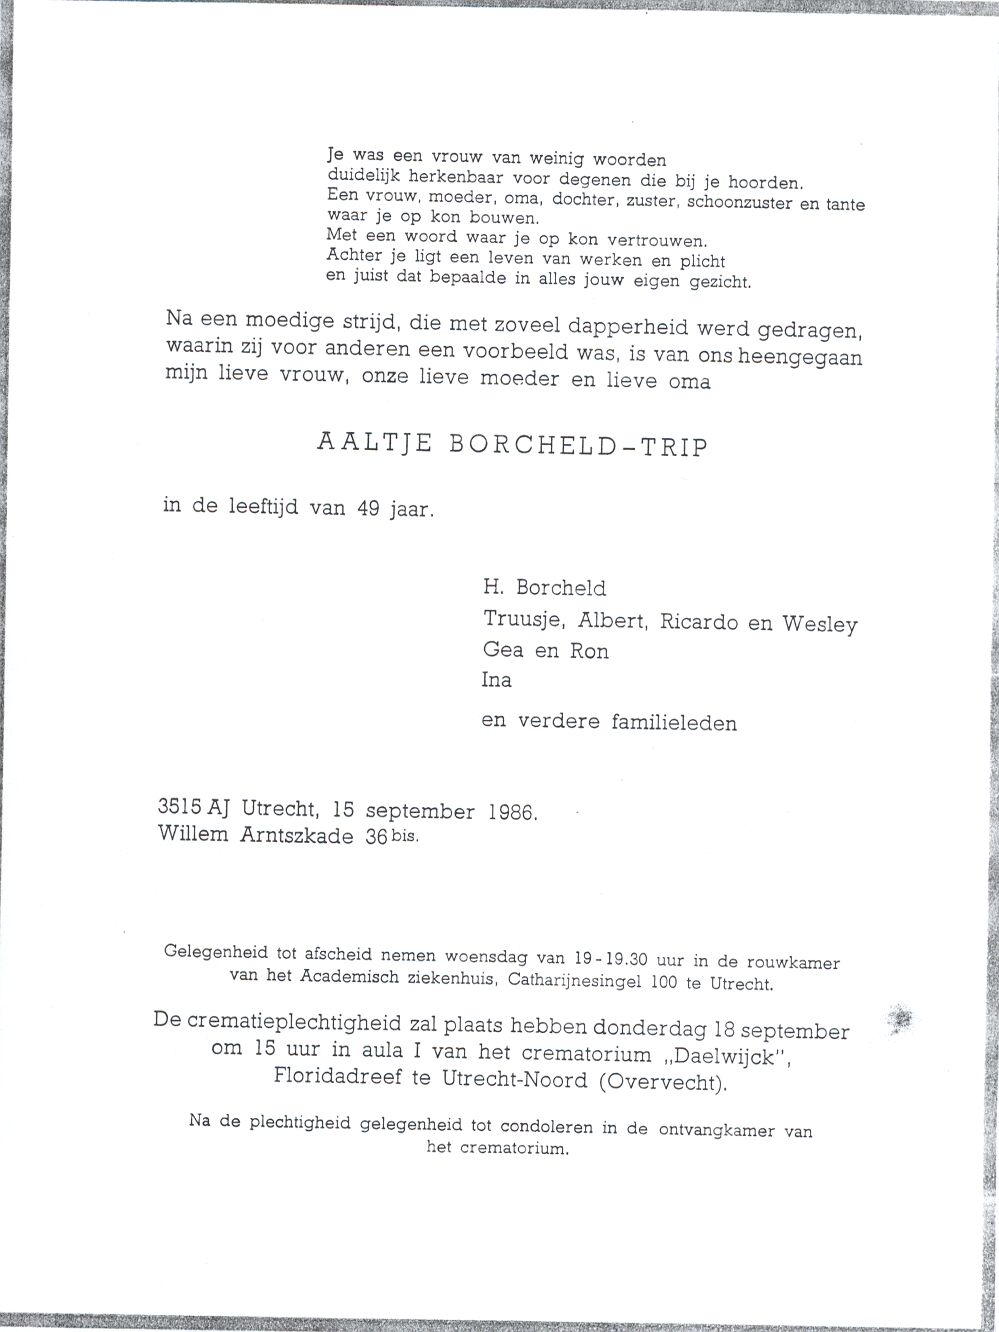 Je was een vrouw van weinig woorden
duidelijk herkenbaar voor degenen die bij je hoorden.
Een vrouw, moeder, oma, dochter, zuster, schoonzuster en tante
waar je op kon bouwen.
Met een woord waar je op kon vertrouwen.
Achter je ligt een leven van werken en plicht
en juist dat bepaalde in alles jouw eigen gezicht.
Na een moedige strijd, die met zoveel dapperheid werd gedragen,
waarin zij voor anderen een voorbeeld was, is van ons heengegaan
mijn lieve vrouw, onze lieve moeder en lieve oma
AALTJE BORCHELD-TRIP
in de leeftijd van 49 jaar.
H. Borcheld
Truusje, Albert, Ricardo en Wesley
Gea en Ron
Ina
en verdere familieleden
3515 AJ Utrecht, 15 september 1986.
Willem Arntszkade 36 bis.
Gelegenheid tot afscheid nemen woensdag van 19-19.30 uur in de rouwkamer
van het Academisch ziekenhuis, Catharijnesingel 100 te Utrecht.
De crematieplechtigheid zal plaats hebben donderdag 18 september
om 15 uur in aula I van het crematorium „Daelwijck",
Floridadreef te Utrecht-Noord (Overvecht).
Na de plechtigheid gelegenheid tot condoleren in de ontvangkamer van
het crematorium.